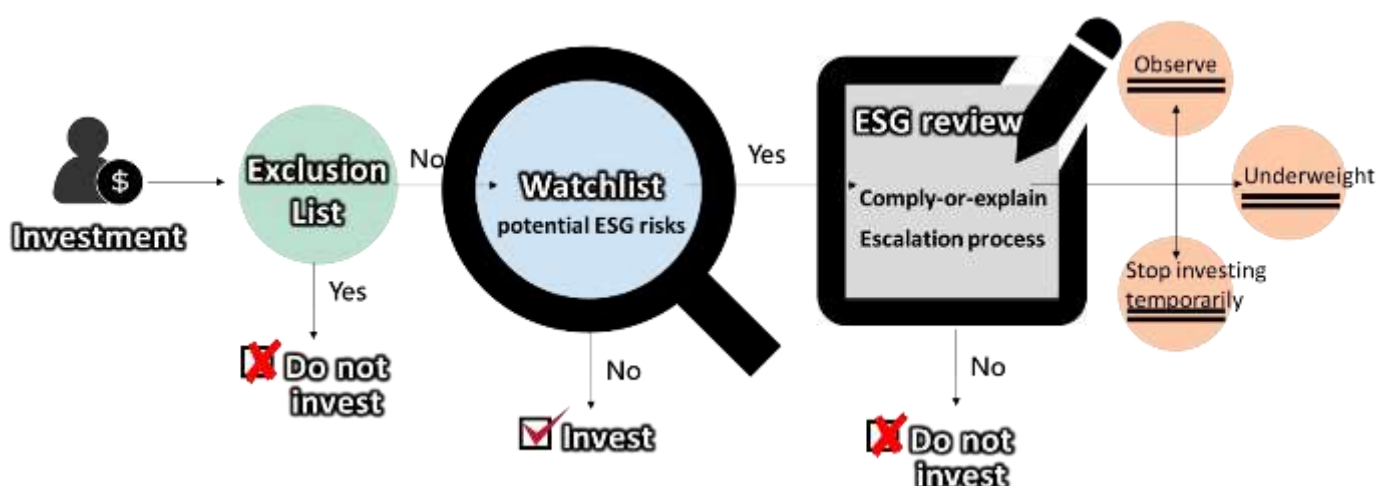 $
Investment
Exclusion
List
No
Yes
Do not
invest
Watchlist
potential ESG risks
Yes
No
Invest
ESG review
Comply-or-explain
Escalation process
No
Do not
invest
Observe
Underweight
Stop investing
temporarily